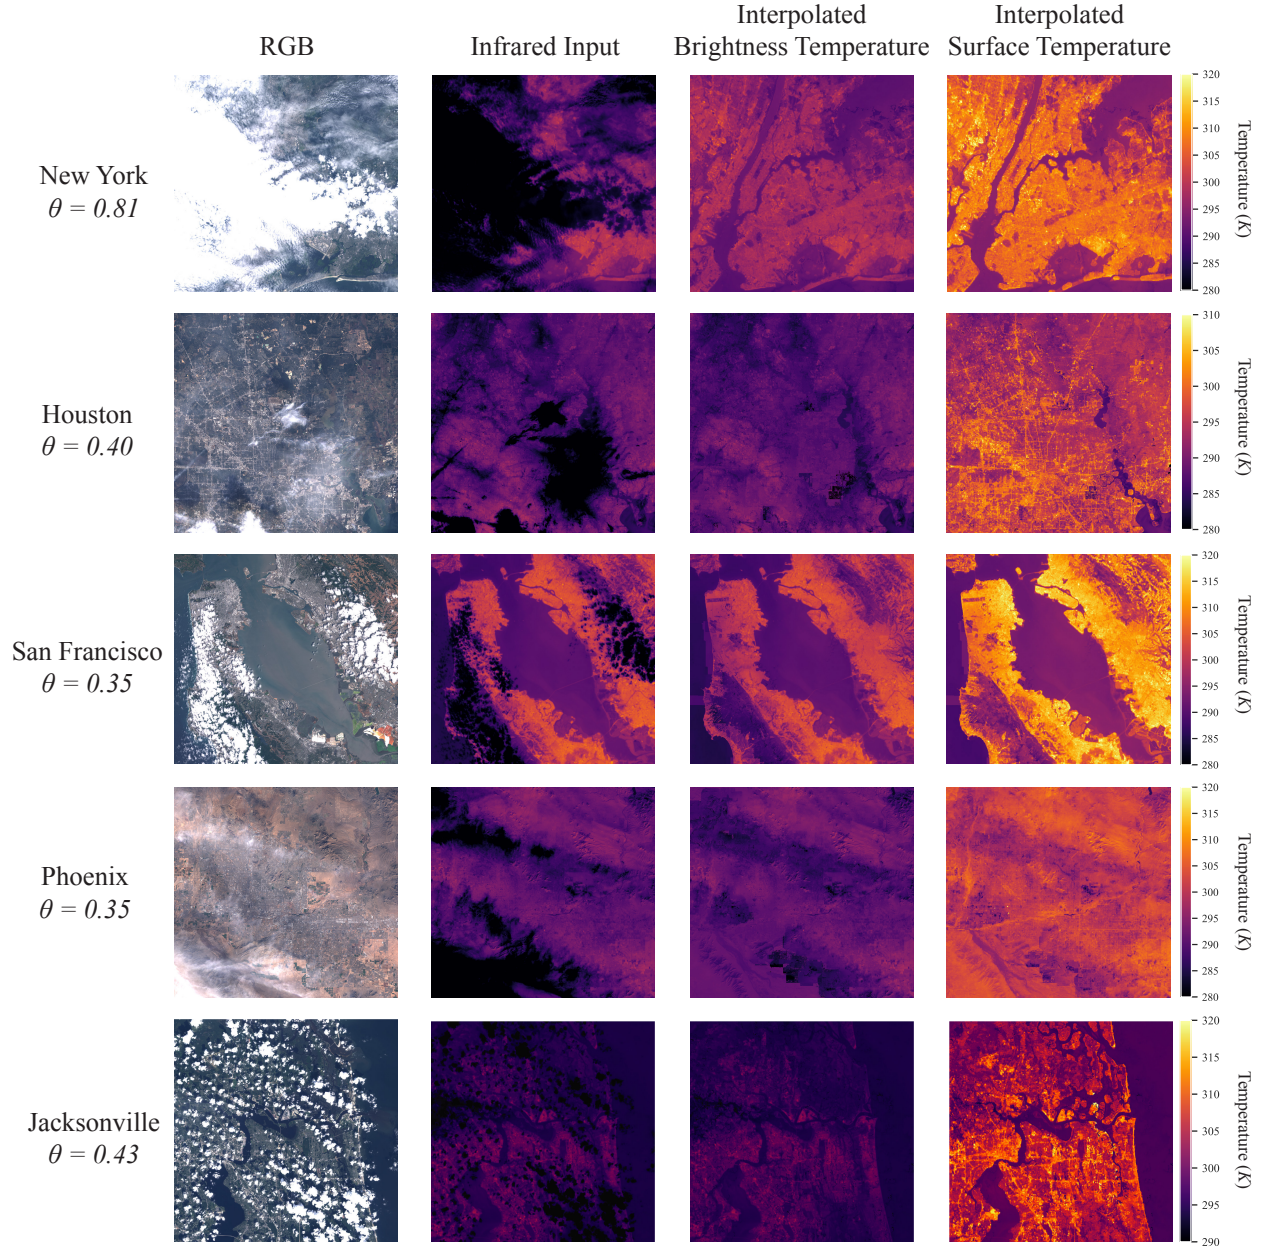 RGB
Infrared Input
Interpolated
Brightness Temperature
Interpolated
Surface Temperature
New York
θ = 0.81
320
315
310
305
300
295
290
285
280
Temperature (K)
Houston
θ = 0.40
310
305
300
295
290
285
280
Temperature (K)
San Francisco
θ = 0.35
320
315
310
305
300
295
290
285
280
Temperature (K)
Phoenix
θ = 0.35
320
315
310
305
300
295
290
285
280
Temperature (K)
Jacksonville
θ = 0.43
320
315
310
305
300
295
290
Temperature (K)